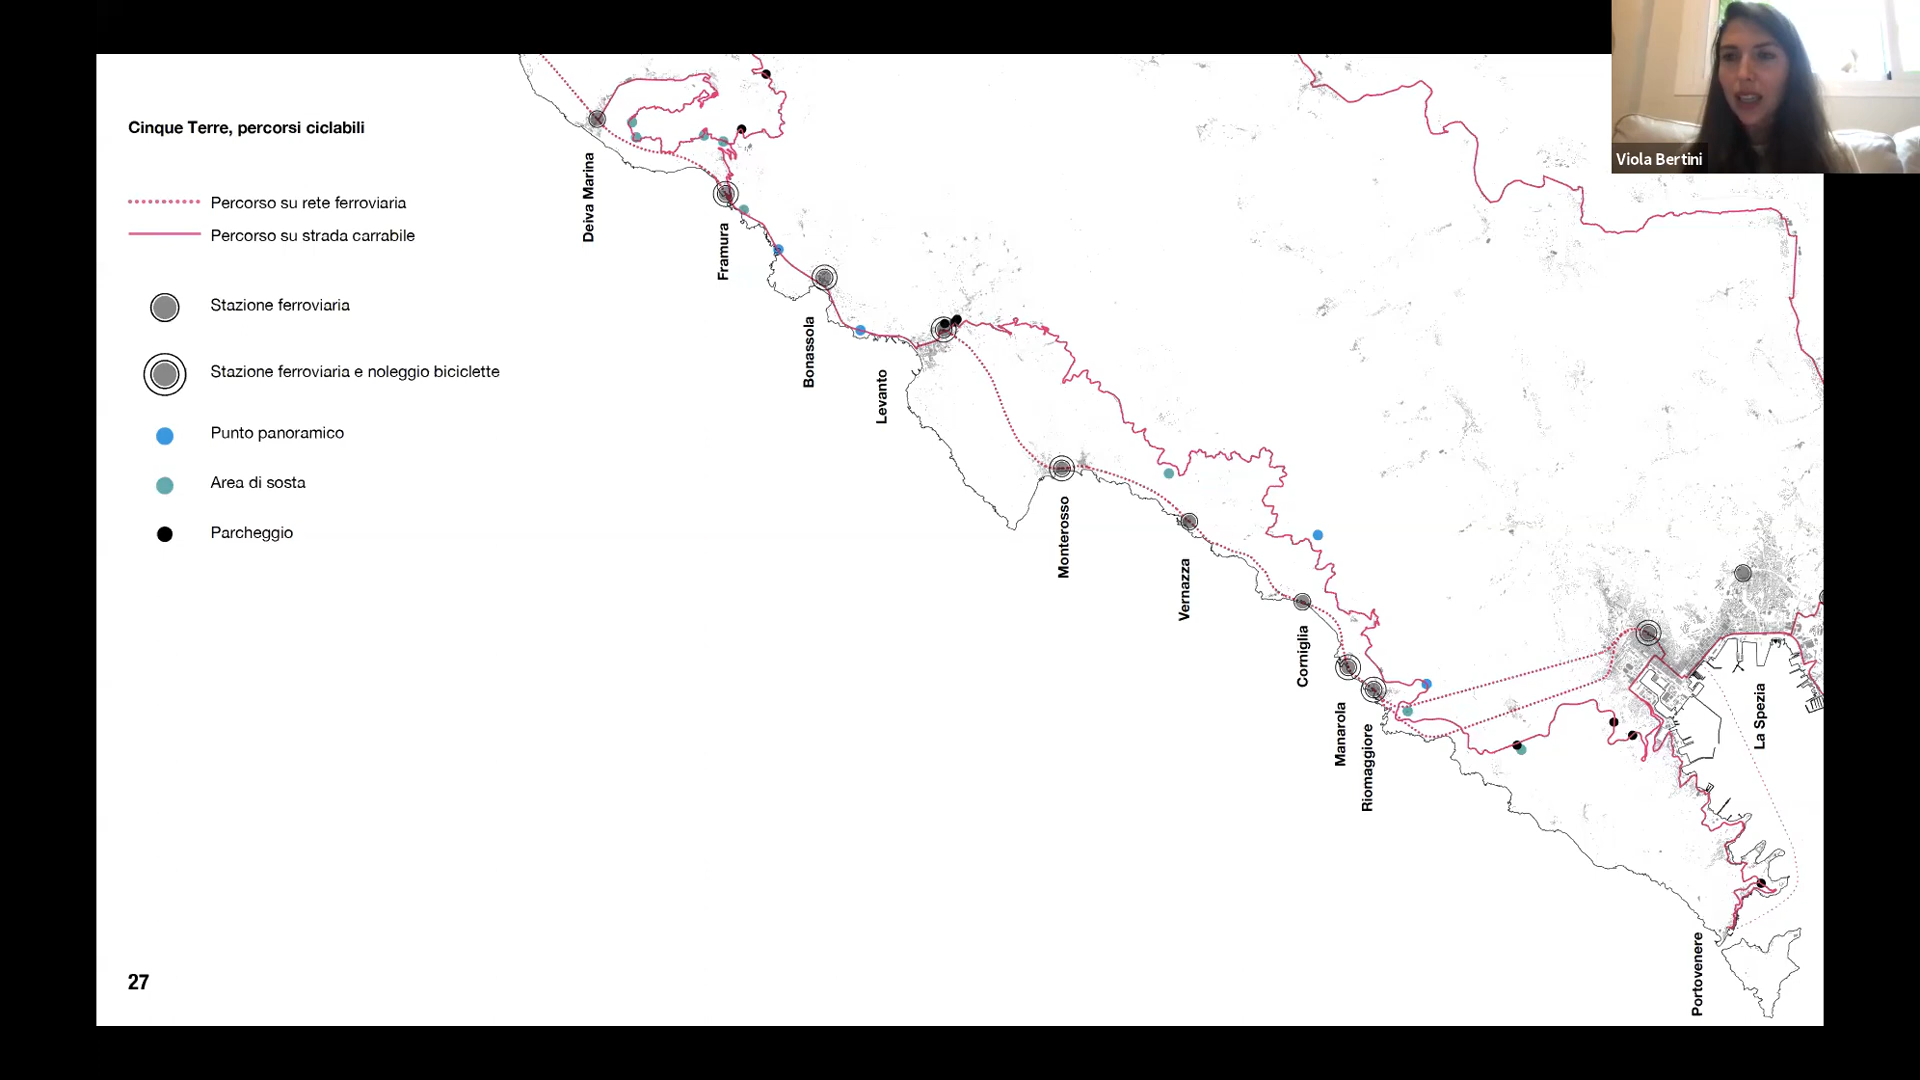 Viola Bertini
Cinque Terre, percorsi ciclabili
Percorso su rete ferroviaria
Percorso su strada carrabile
Stazione ferroviaria
Stazione ferroviaria e noleggio biciclette
Punto panoramico
Area di sosta
Parcheggio
Deiva Marina
Framura
Bonassola
Levanto
Monterosso
Vernazza
Corniglia
Manarola
Riomaggiore
La Spezia
Portovenere
27